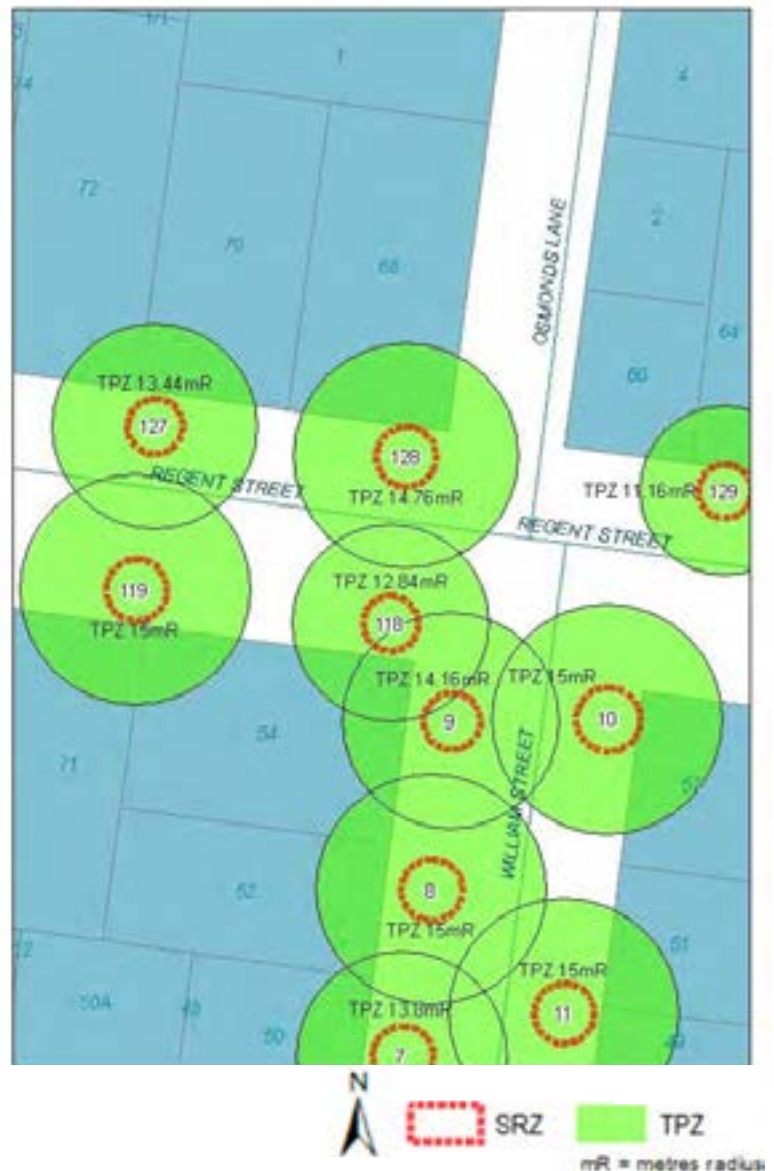 1
4
72
70
68
2
OSMONDS LANE
64
66
TPZ 13.44mR
127
128
TPZ 14.76mR
TPZ 11.16mR
129
REGENT STREET
REGENT STREET
119
TPZ 15mR
TPZ 12.84mR
118
TPZ 14.16mR
9
TPZ 15mR
10
54
71
WILLIAM STREET
52
8
TPZ 15mR
51
TPZ 15mR
11
50A
50
TPZ 13.8mR
7
49
N
SRZ
TPZ
mR = metres radius